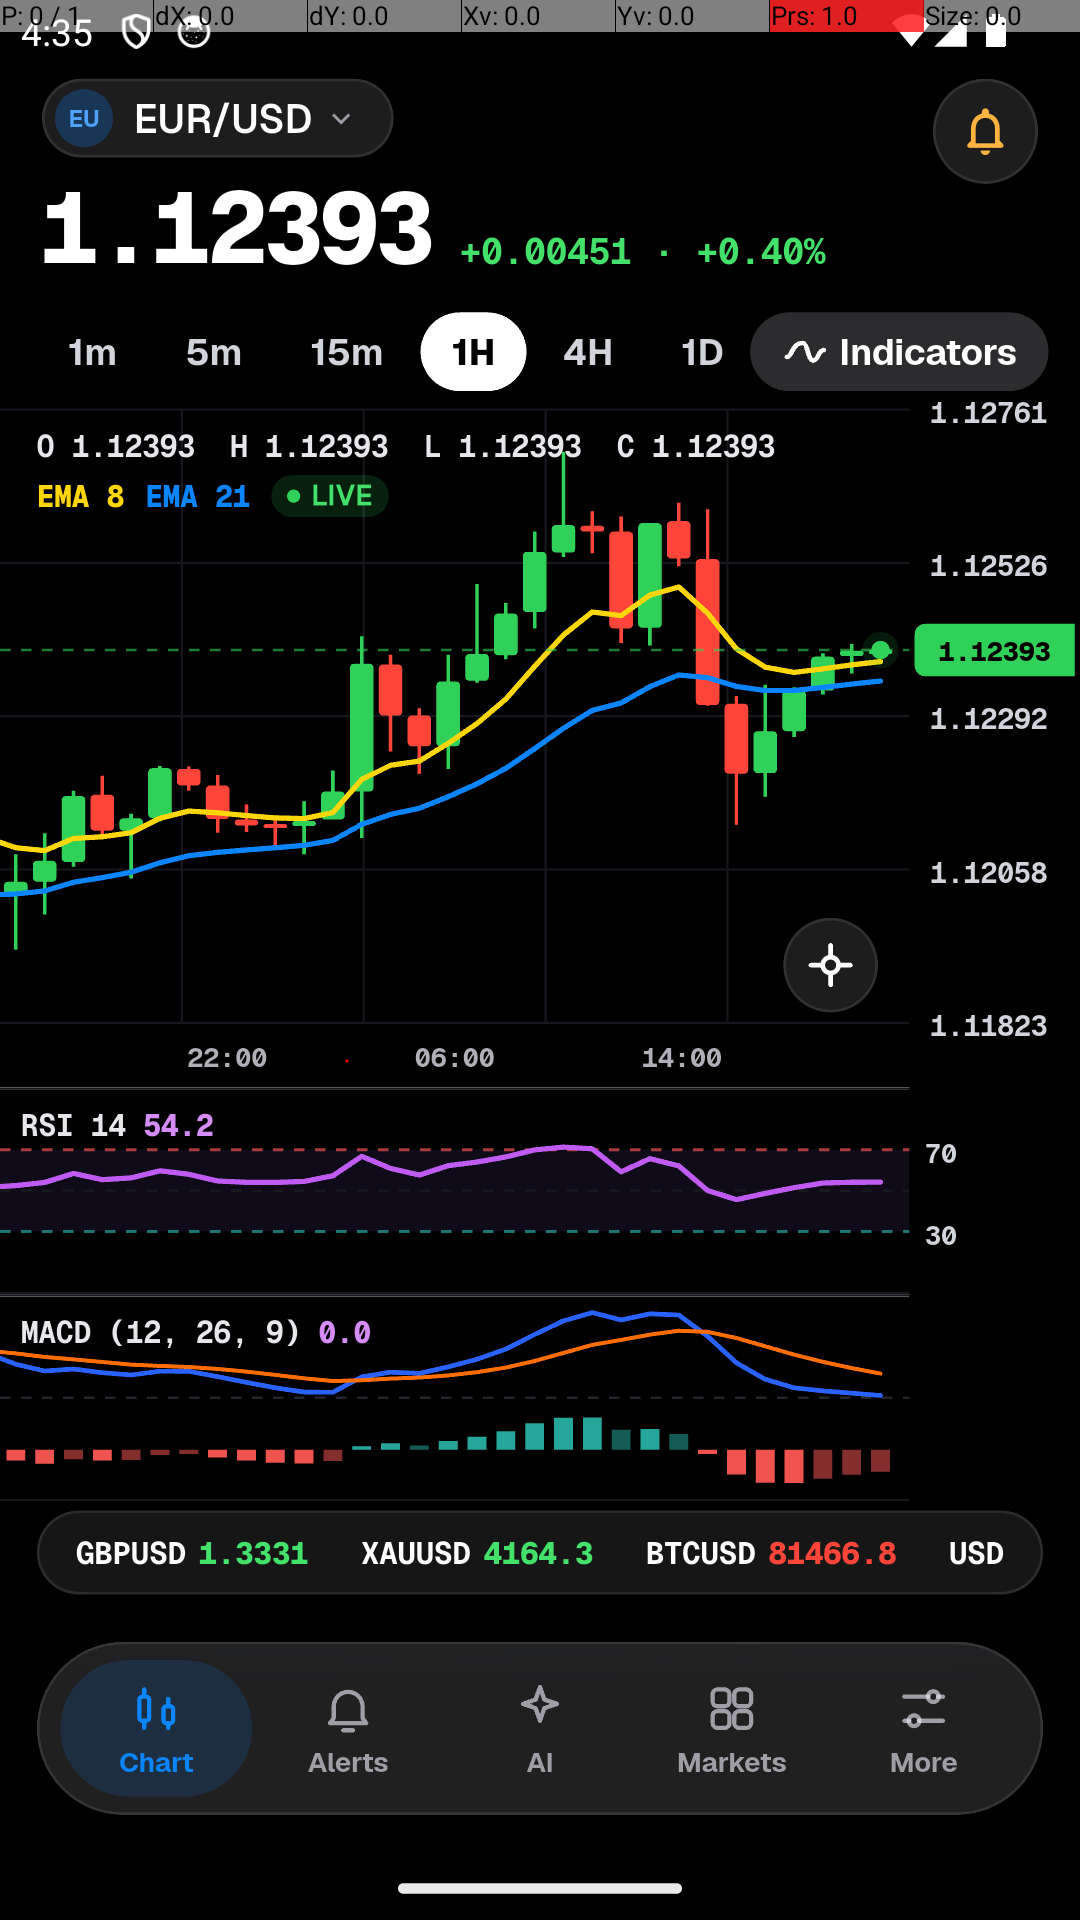 P: 0 / 1 dX: 0.0 dY: 0.0 Xv: 0.0 Yv: 0.0 Prs: 1.0 Size: 0.0
4:35
EU EUR/USD
1.12393 +0.00451 · +0.40%
1m 5m 15m 1H 4H 1D Indicators
1.12761
O 1.12393 H 1.12393 L 1.12393 C 1.12393
EMA 8 EMA 21 LIVE
1.12526
1.12393
1.12292
1.12058
1.11823
22:00 06:00 14:00
RSI 14 54.2
70
30
MACD (12, 26, 9) 0.0
GBPUSD 1.3331 XAUUSD 4164.3 BTCUSD 81466.8 USD
Chart Alerts AI Markets More